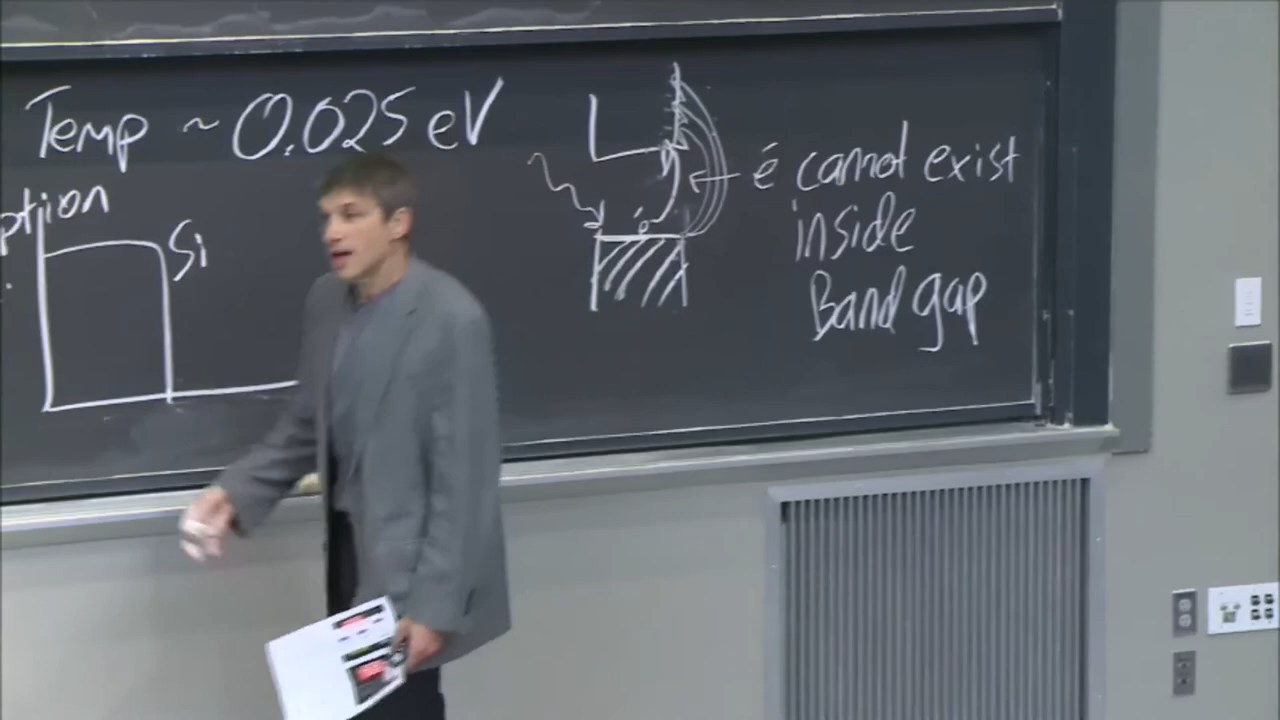 Temp ~ 0.025 eV
ption
Si
é cannot exist
inside
Band gap
é